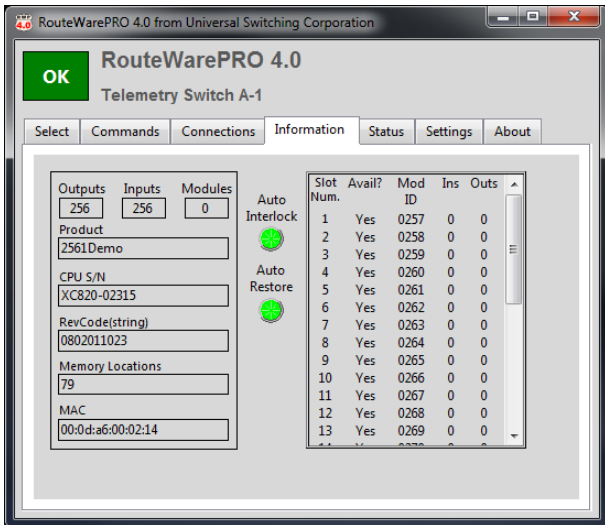 4.0 RouteWarePRO 4.0 from Universal Switching Corporation
OK
RouteWarePRO 4.0
Telemetry Switch A-1
Select Commands Connections Information Status Settings About
Outputs Inputs Modules
256 256 0
Product
2561Demo
CPU S/N
XC820-02315
RevCode(string)
0802011023
Memory Locations
79
MAC
00:0d:a6:00:02:14
Auto
Interlock
Auto
Restore
Slot Avail? Mod Ins Outs
Num. ID
1 Yes 0257 0 0
2 Yes 0258 0 0
3 Yes 0259 0 0
4 Yes 0260 0 0
5 Yes 0261 0 0
6 Yes 0262 0 0
7 Yes 0263 0 0
8 Yes 0264 0 0
9 Yes 0265 0 0
10 Yes 0266 0 0
11 Yes 0267 0 0
12 Yes 0268 0 0
13 Yes 0269 0 0